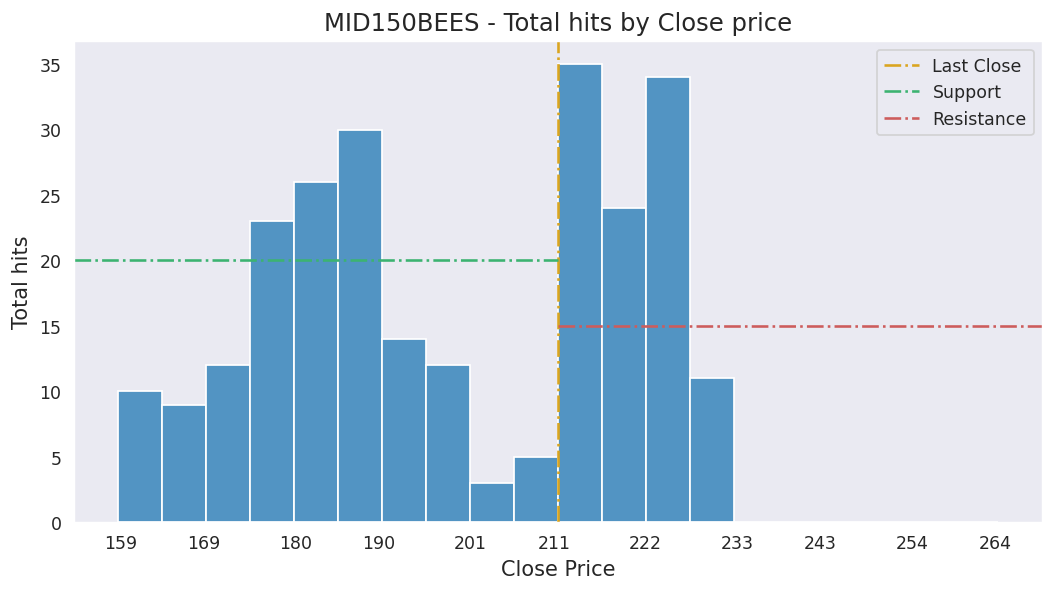 MID150BEES - Total hits by Close price
Last Close
Support
Resistance
Total hits
35
30
25
20
15
10
5
0
159 169 180 190 201 211 222 233 243 254 264
Close Price